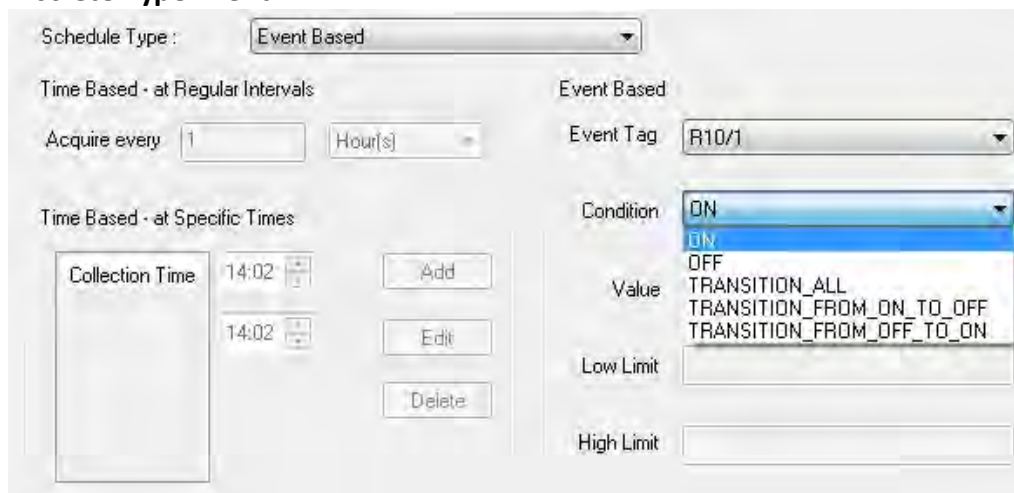 Schedule Type : Event Based
Time Based - at Regular Intervals
Acquire every 1 Hour(s)
Time Based - at Specific Times
Collection Time
14:02
14:02
Add
Edit
Delete
Event Based
Event Tag R10/1
Condition ON
ON
OFF
TRANSITION_ALL
TRANSITION_FROM_ON_TO_OFF
TRANSITION_FROM_OFF_TO_ON
Value
Low Limit
High Limit